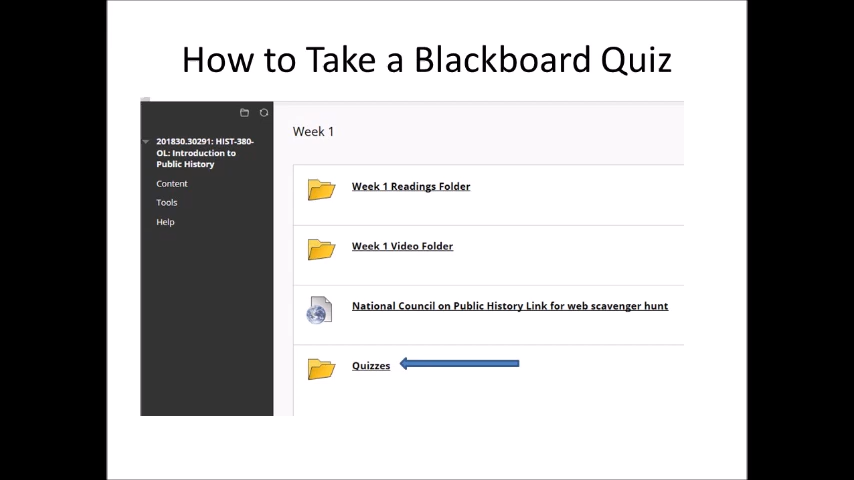 How to Take a Blackboard Quiz
201830.30291: HIST-380-
OL: Introduction to
Public History
Content
Tools
Help
Week 1
Week 1 Readings Folder
Week 1 Video Folder
National Council on Public History Link for web scavenger hunt
Quizzes